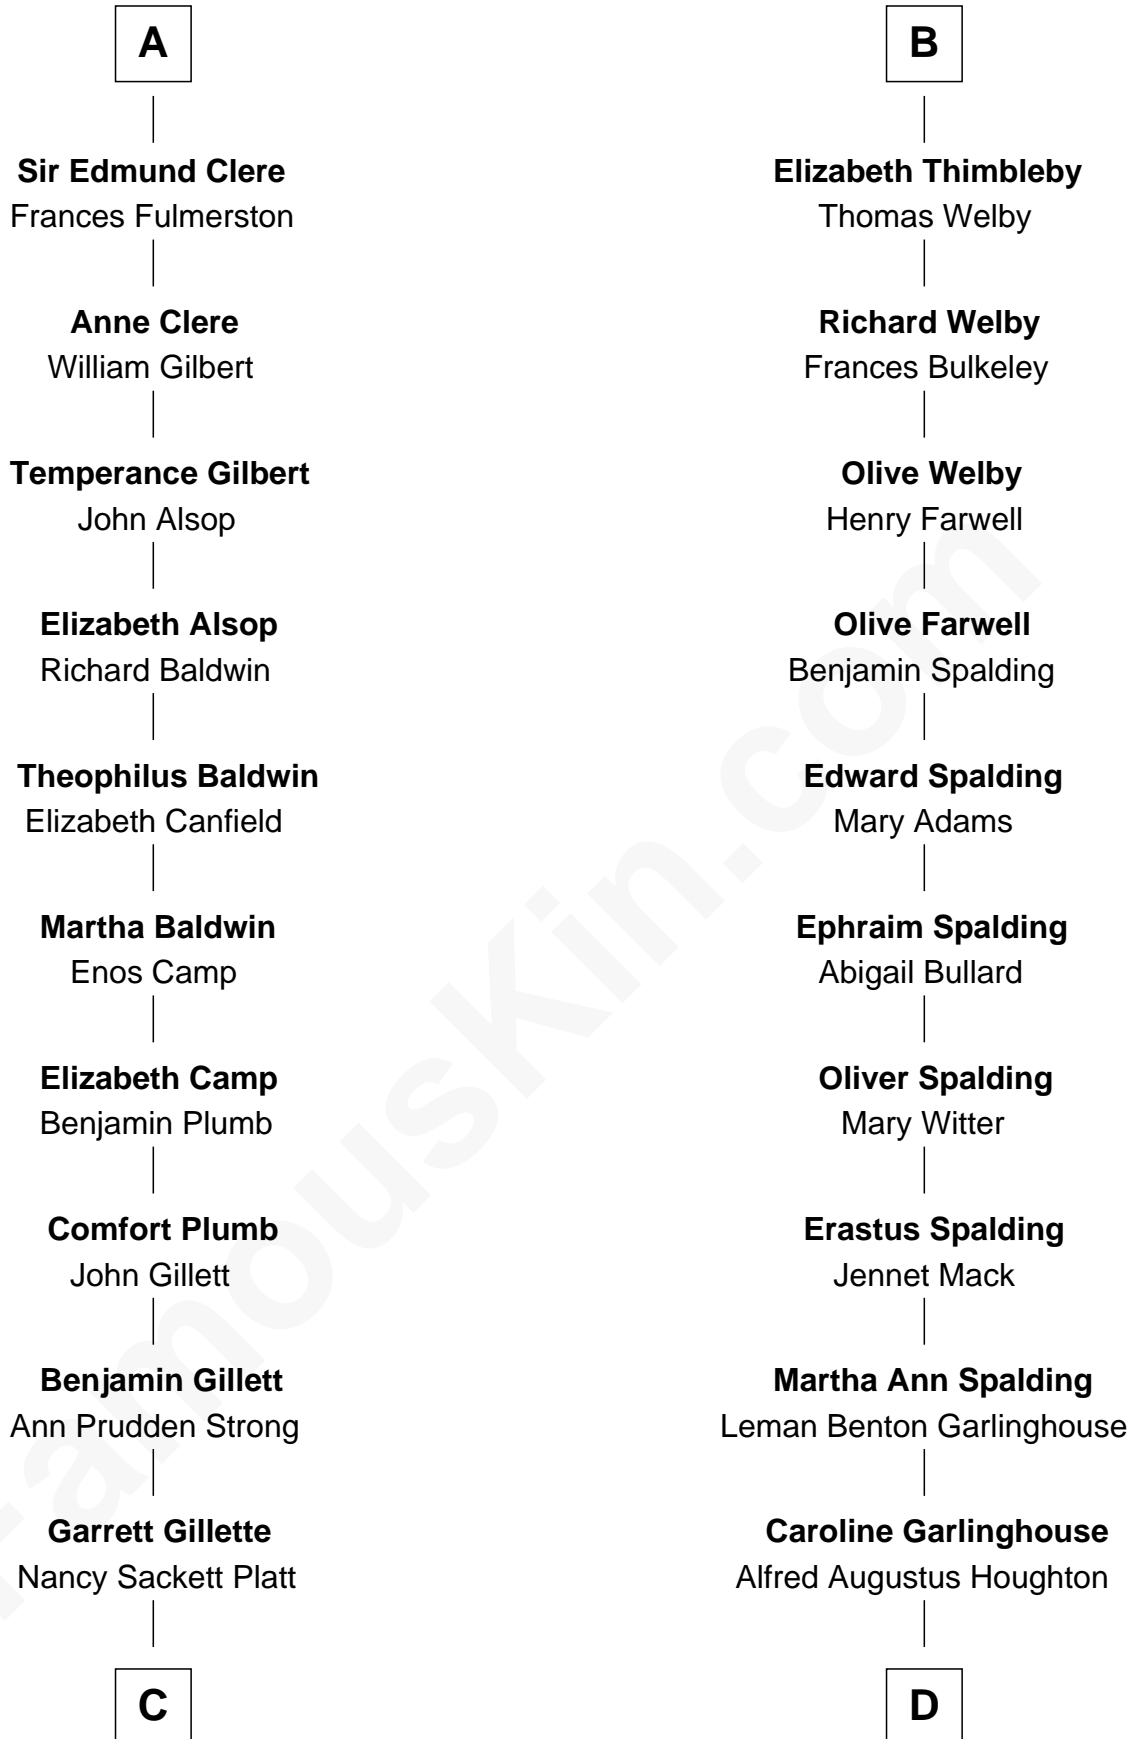 A
Sir Edmund Clere
Frances Fulmerston
Anne Clere
William Gilbert
Temperance Gilbert
John Alsop
Elizabeth Alsop
Richard Baldwin
Theophilus Baldwin
Elizabeth Canfield
Martha Baldwin
Enos Camp
Elizabeth Camp
Benjamin Plumb
Comfort Plumb
John Gillett
Benjamin Gillett
Ann Prudden Strong
Garrett Gillette
Nancy Sackett Platt
C
B
Elizabeth Thimbleby
Thomas Welby
Richard Welby
Frances Bulkeley
Olive Welby
Henry Farwell
Olive Farwell
Benjamin Spalding
Edward Spalding
Mary Adams
Ephraim Spalding
Abigail Bullard
Oliver Spalding
Mary Witter
Erastus Spalding
Jennet Mack
Martha Ann Spalding
Leman Benton Garlinghouse
Caroline Garlinghouse
Alfred Augustus Houghton
D
FamousKin.com